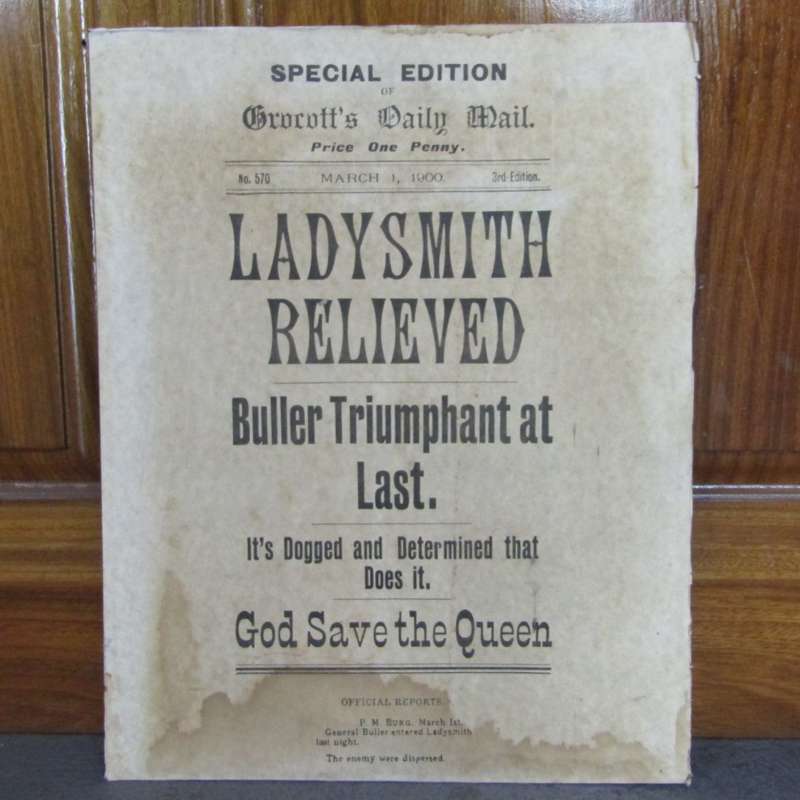 SPECIAL EDITION
OF
Grocott's Daily Mail.
Price One Penny.
No. 570 MARCH 1, 1900. 3rd-Edition.
LADYSMITH
RELIEVED
Buller Triumphant at
Last.
It's Dogged and Determined that
Does it.
God Save the Queen
OFFICIAL REPORTS.
P. M. BURG. March 1st.
General Buller entered Ladysmith
last night.
The enemy were dispersed.